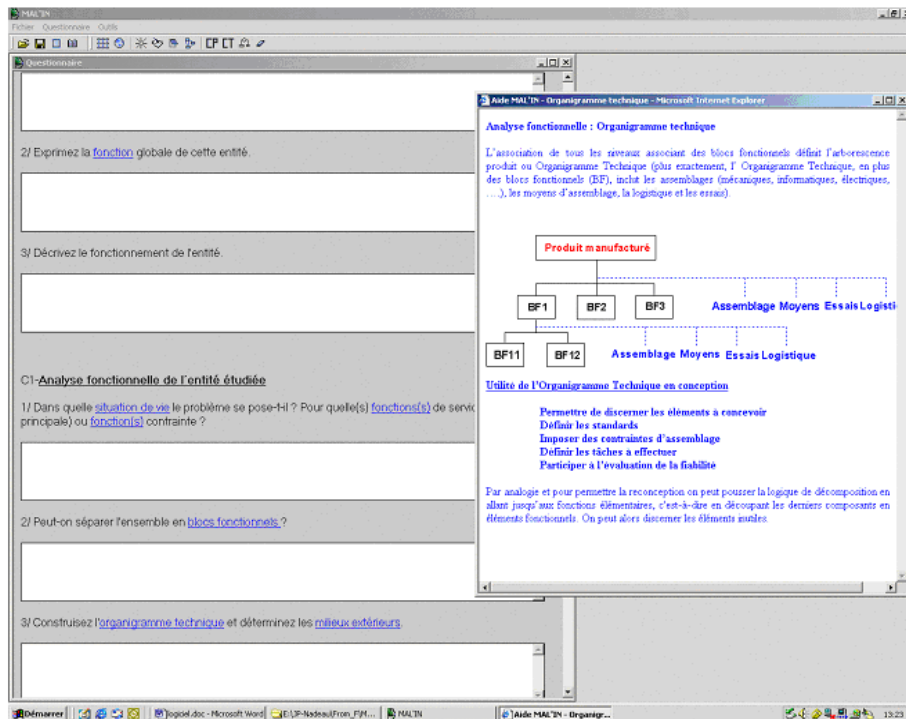 MAL'IN
Fichier Questionnaire Outils
CP CT
Questionnaire
2/ Exprimez la fonction globale de cette entité.
3/ Décrivez le fonctionnement de l'entité.
C1-Analyse fonctionnelle de l'entité étudiée
1/ Dans quelle situation de vie le problème se pose-t-il ? Pour quelle(s) fonctions(s) de servic
principale) ou fonction(s) contrainte ?
2/ Peut-on séparer l'ensemble en blocs fonctionnels ?
3/ Construisez l'organigramme technique et déterminez les milieux extérieurs.
Aide MAL'IN - Organigramme technique - Microsoft Internet Explorer
Analyse fonctionnelle : Organigramme technique
L'association de tous les niveaux associant des blocs fonctionnels définit l'arborescence
produit ou Organigramme Technique (plus exactement, l' Organigramme Technique, en plus
des blocs fonctionnels (BF), inclut les assemblages (mécaniques, informatiques, électriques,
....), les moyens d'assemblage, la logistique et les essais).
Produit manufacturé
BF1 BF2 BF3 Assemblage Moyens Essais Logisti
BF11 BF12 Assemblage Moyens Essais Logistique
Utilité de l'Organigramme Technique en conception
Permettre de discerner les éléments à concevoir
Définir les standards
Imposer des contraintes d'assemblage
Définir les tâches à effectuer
Participer à l'évaluation de la fiabilité
Par analogie et pour permettre la reconception on peut pousser la logique de décomposition en
allant jusqu'aux fonctions élémentaires, c'est-à-dire en découpant les derniers composants en
éléments fonctionnels. On peut alors discerner les éléments inutiles.
Démarrer logiciel.doc - Microsoft Word E:\JP-Nadeau\From_F\M... MAL'IN Aide MAL'IN - Organigr... 13:23